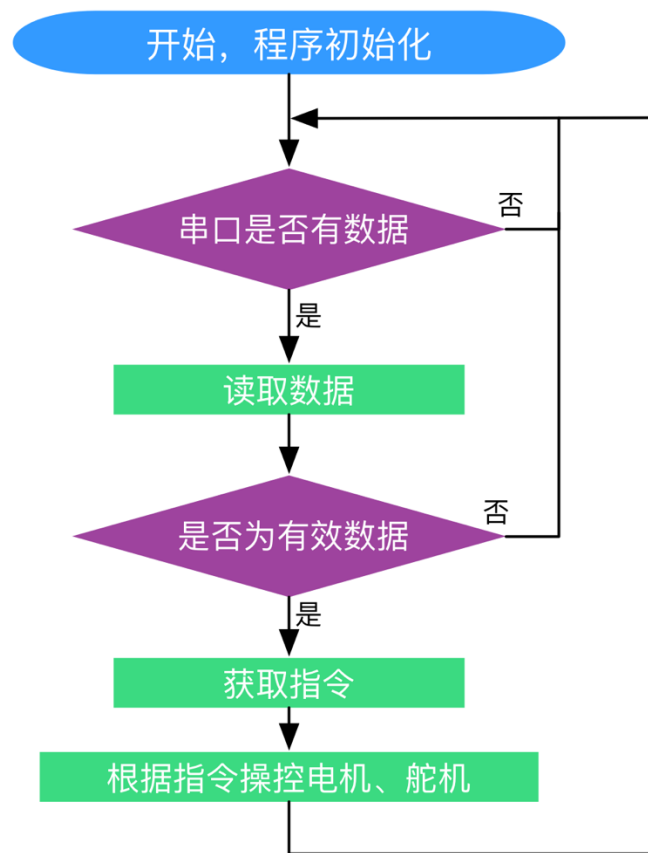 开始，程序初始化
串口是否有数据
否
是
读取数据
是否为有效数据
否
是
获取指令
根据指令操控电机、舵机